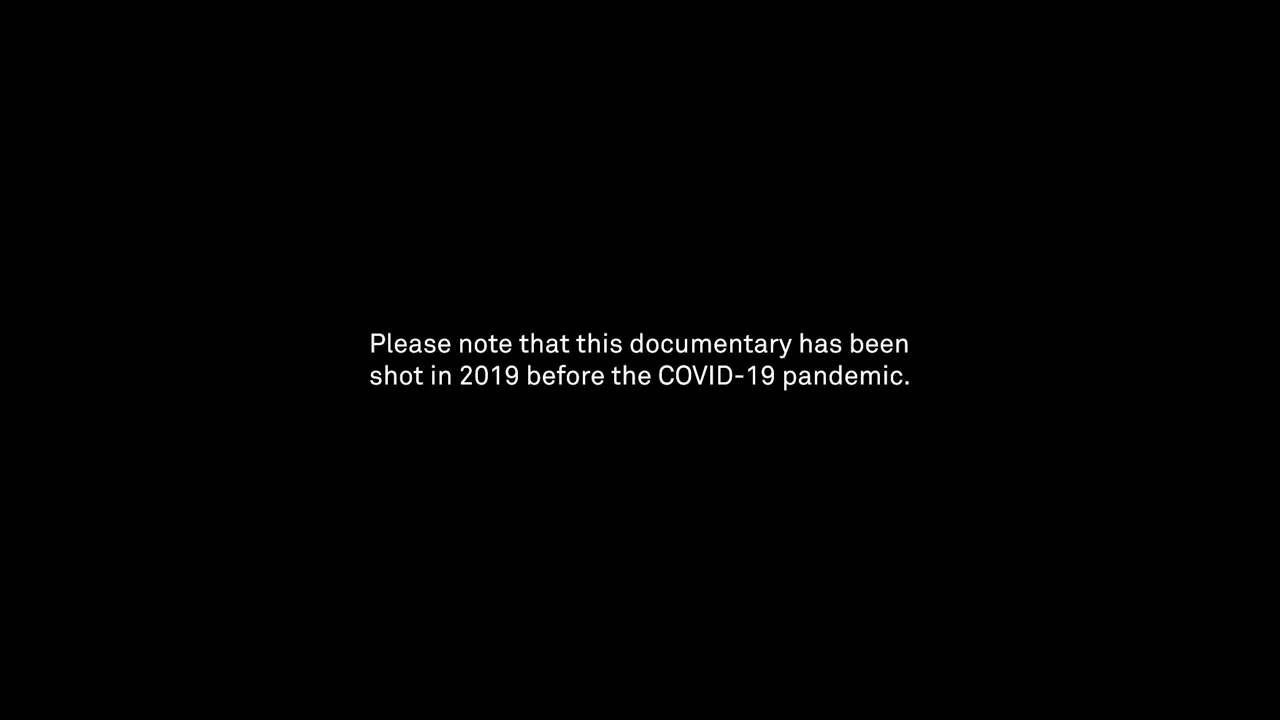 Please note that this documentary has been
shot in 2019 before the COVID-19 pandemic.